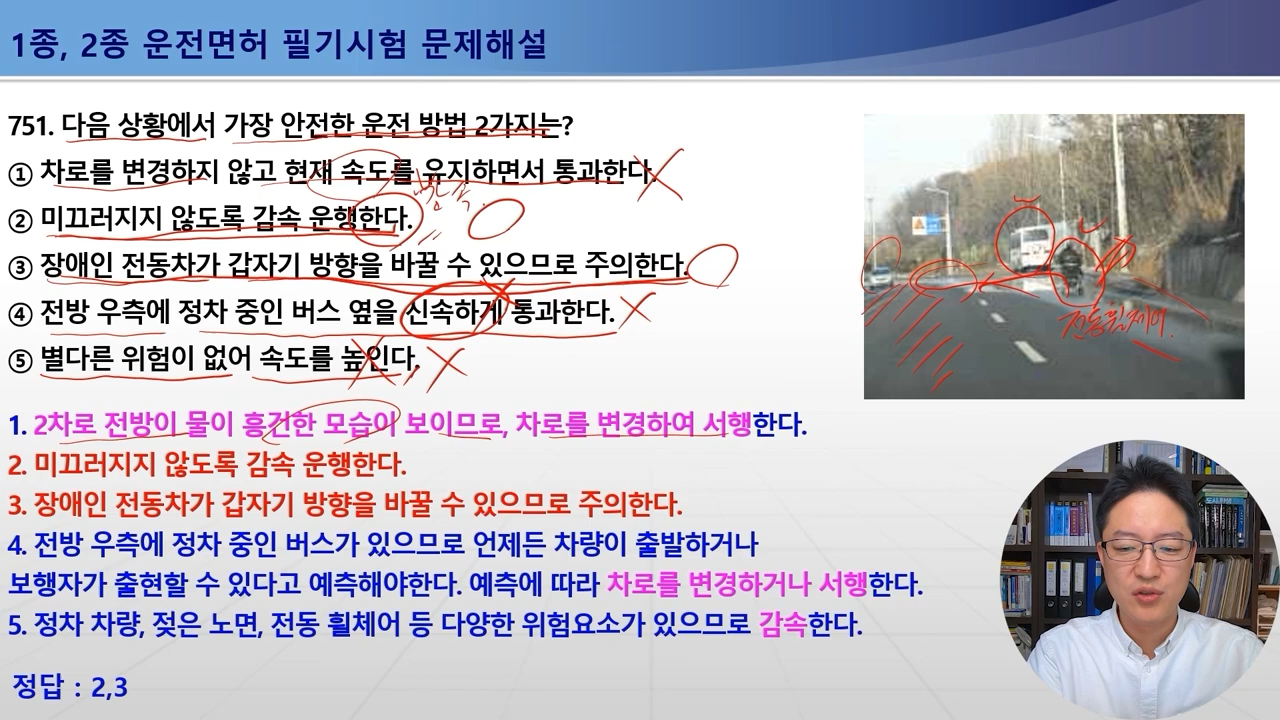 1종, 2종 운전면허 필기시험 문제해설
751. 다음 상황에서 가장 안전한 운전 방법 2가지는?
① 차로를 변경하지 않고 현재 속도를 유지하면서 통과한다.
② 미끄러지지 않도록 감속 운행한다.
③ 장애인 전동차가 갑자기 방향을 바꿀 수 있으므로 주의한다.
④ 전방 우측에 정차 중인 버스 옆을 신속하게 통과한다.
⑤ 별다른 위험이 없어 속도를 높인다.
전동휠체어.
1. 2차로 전방이 물이 흥건한 모습이 보이므로, 차로를 변경하여 서행한다.
2. 미끄러지지 않도록 감속 운행한다.
3. 장애인 전동차가 갑자기 방향을 바꿀 수 있으므로 주의한다.
4. 전방 우측에 정차 중인 버스가 있으므로 언제든 차량이 출발하거나
보행자가 출현할 수 있다고 예측해야한다. 예측에 따라 차로를 변경하거나 서행한다.
5. 정차 차량, 젖은 노면, 전동 휠체어 등 다양한 위험요소가 있으므로 감속한다.
정답 : 2,3